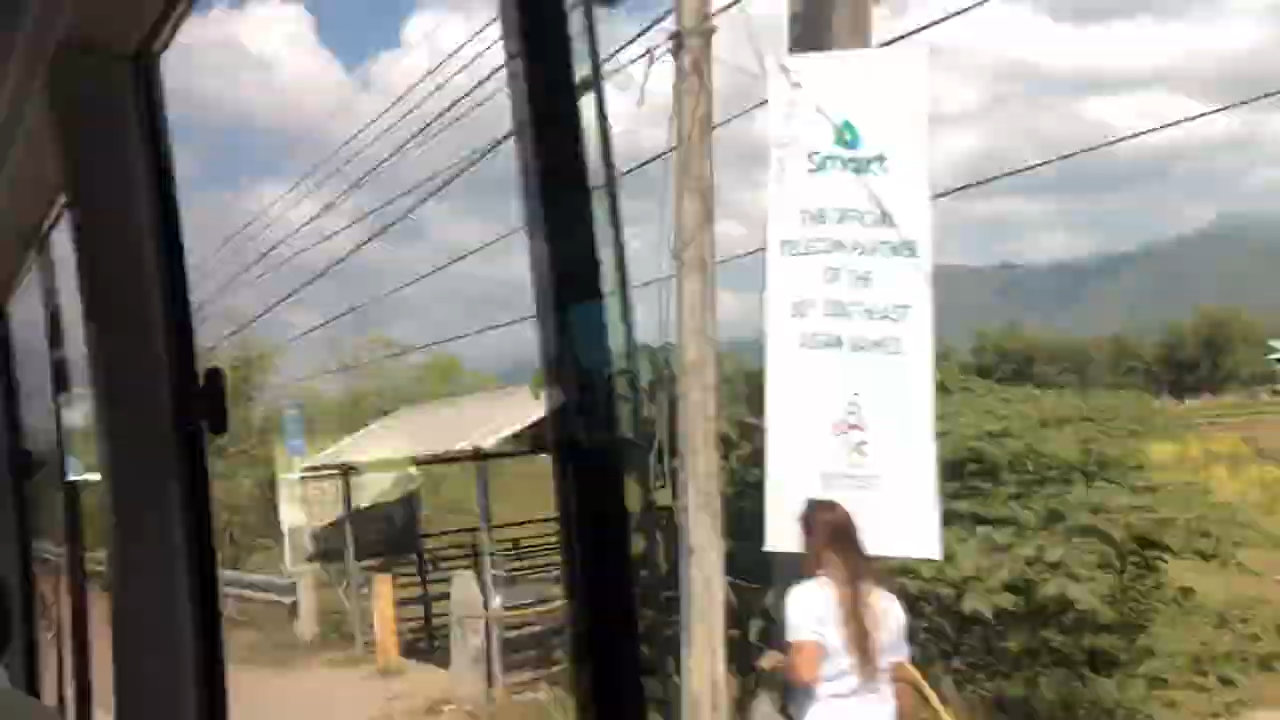 Smart
THE OFFICIAL
TELECOM PARTNER
OF THE
30TH SOUTHEAST
ASIAN GAMES